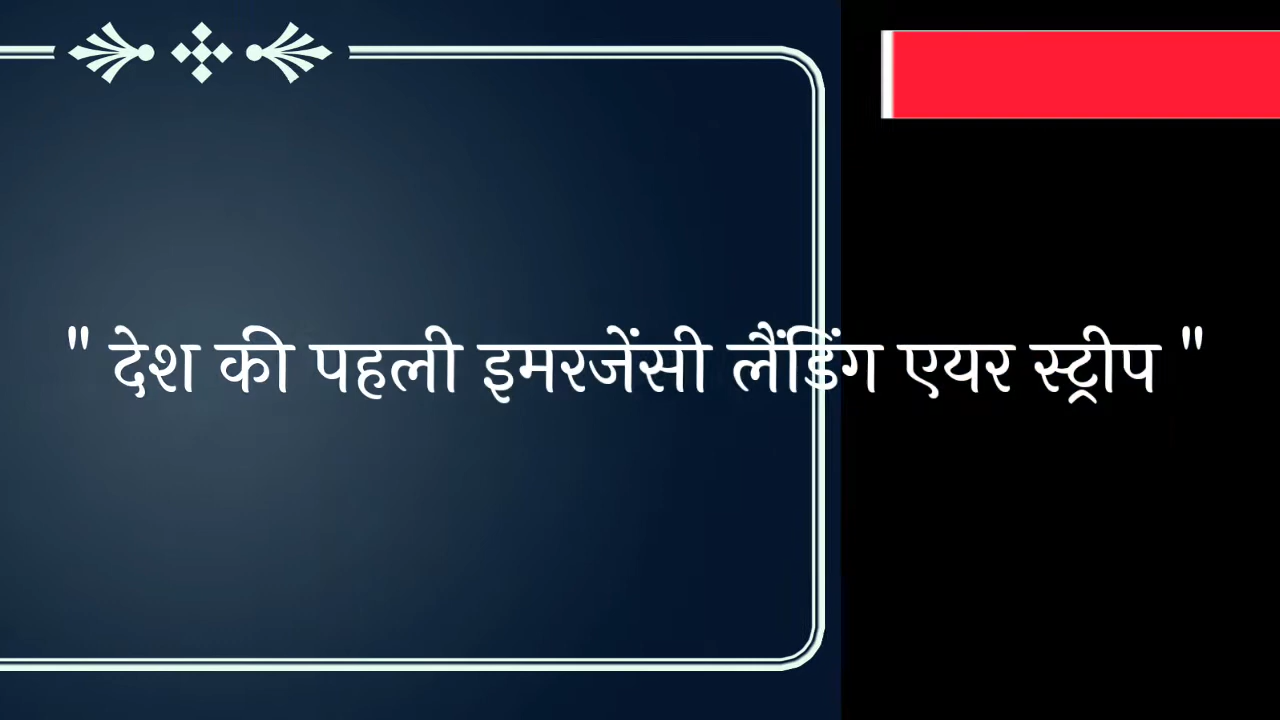 " देश की पहली इमरजेंसी लैंडिंग एयर स्ट्रीप "